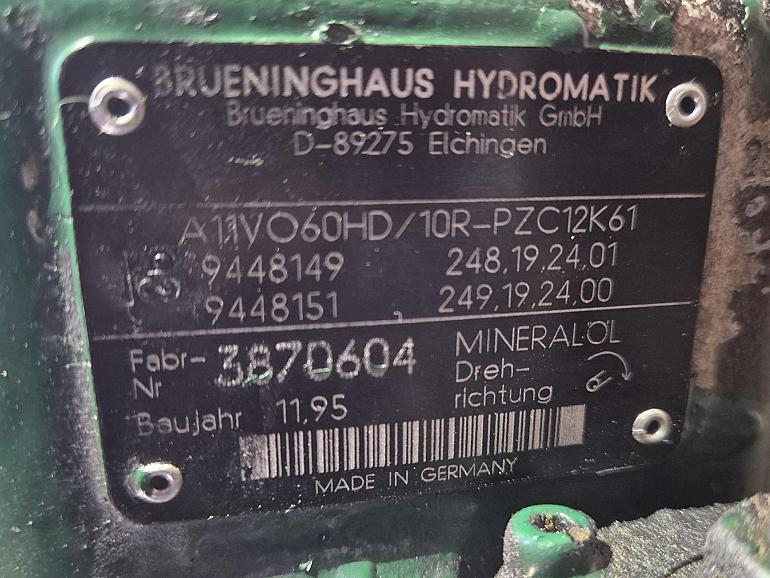 BRUENINGHAUS HYDROMATIK
Brueninghaus Hydromatik GmbH
D-89275 Elchingen
A11VO60HD/10R-PZC12K61
9448149 248.19.24.01
9448151 249.19.24.00
Fabr-Nr 3870604
MINERALÖL
Dreh-richtung
Baujahr 11.95
MADE IN GERMANY